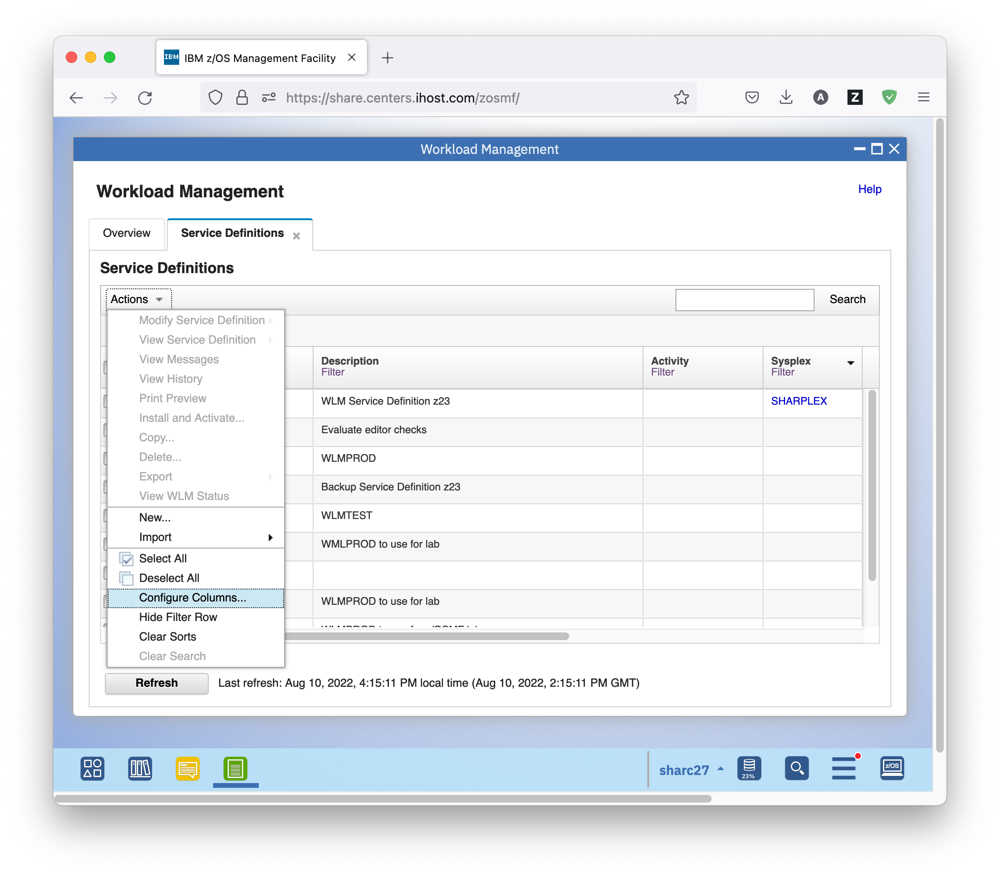 IBM IBM z/OS Management Facility
https://share.centers.ihost.com/zosmf/
A
Z
Workload Management
Workload Management
Help
Overview
Service Definitions
Service Definitions
Actions
Search
Modify Service Definition
View Service Definition
View Messages
View History
Print Preview
Install and Activate...
Copy...
Delete...
Export
View WLM Status
New...
Import
Select All
Deselect All
Configure Columns...
Hide Filter Row
Clear Sorts
Clear Search
Description
Filter
Activity
Filter
Sysplex
Filter
WLM Service Definition z23
SHARPLEX
Evaluate editor checks
WLMPROD
Backup Service Definition z23
WLMTEST
WMLPROD to use for lab
WLMPROD to use for lab
Refresh
Last refresh: Aug 10, 2022, 4:15:11 PM local time (Aug 10, 2022, 2:15:11 PM GMT)
sharc27
23%
z/OS